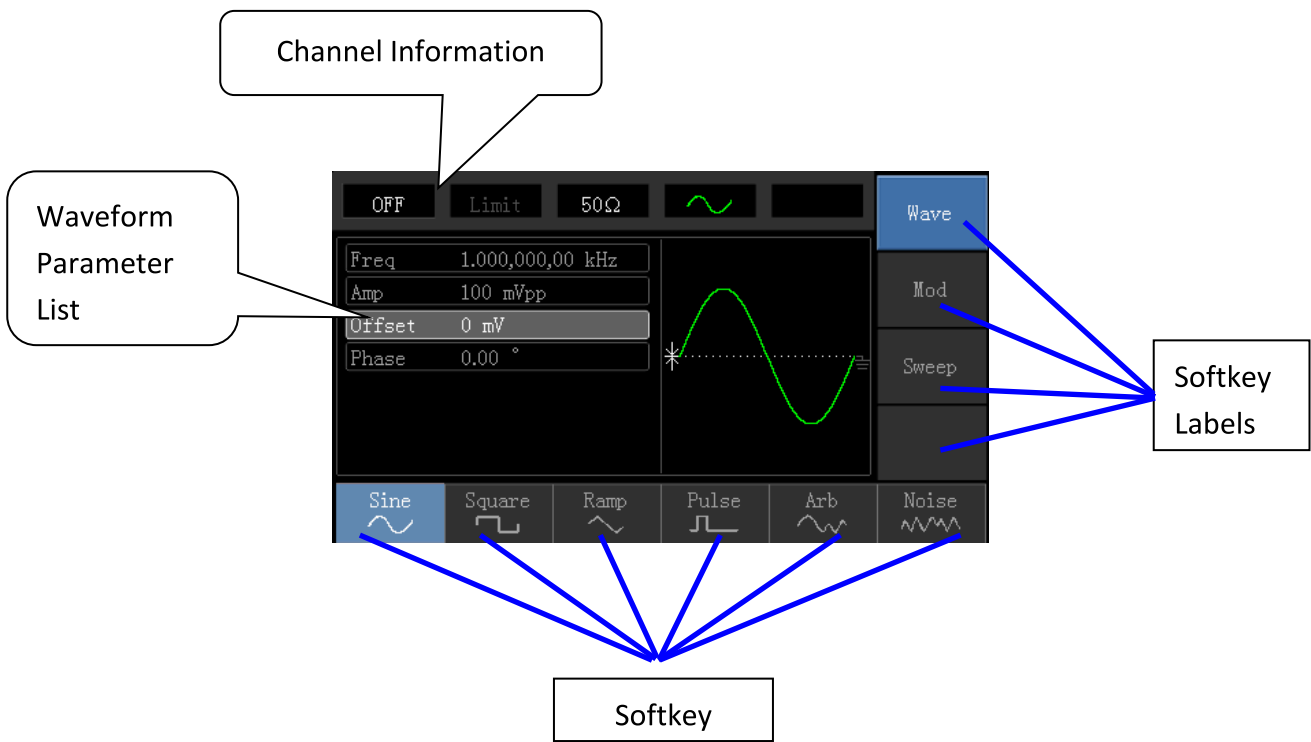 Channel Information
Waveform
Parameter
List
OFF Limit 50Ω
Wave
Freq 1.000,000,00 kHz
Amp 100 mVpp
Offset 0 mV
Phase 0.00 °
Mod
Sweep
Softkey
Labels
Sine Square Ramp Pulse Arb Noise
Softkey